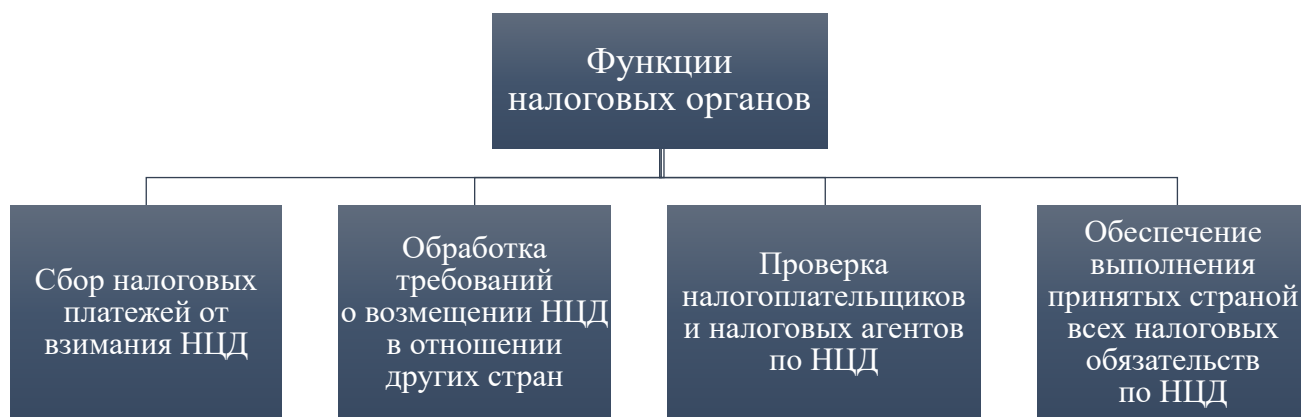 Функции
налоговых органов
Сбор налоговых
платежей от
взимания НЦД
Обработка
требований
о возмещении НЦД
в отношении
других стран
Проверка
налогоплательщиков
и налоговых агентов
по НЦД
Обеспечение
выполнения
принятых страной
всех налоговых
обязательств
по НЦД